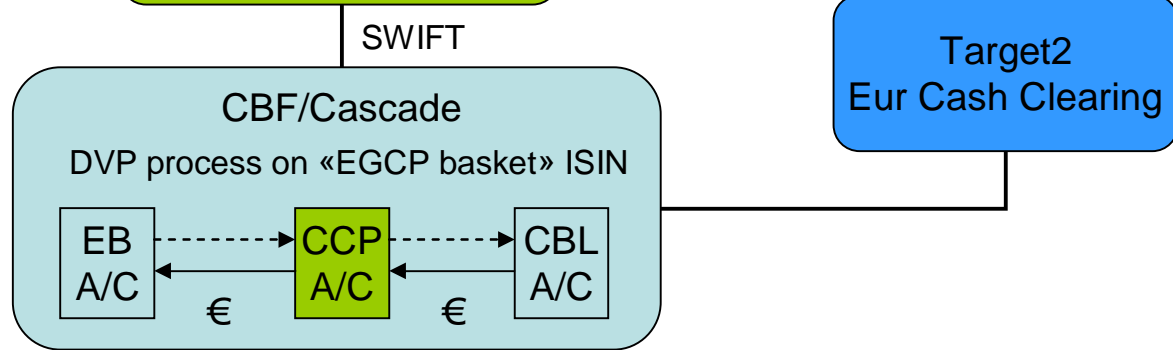 SWIFT
Target2
Eur Cash Clearing
CBF/Cascade
DVP process on «EGCP basket» ISIN
EB
A/C
CCP
A/C
CBL
A/C
€
€